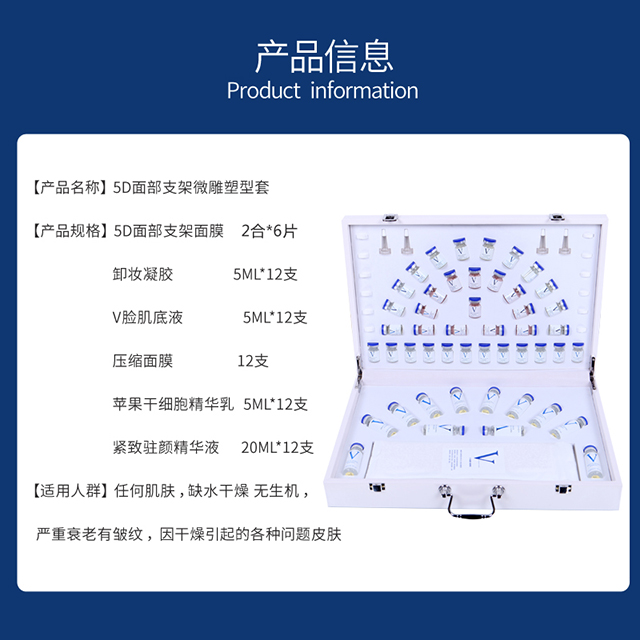 产品信息
Product information
【产品名称】5D面部支架微雕塑型套
【产品规格】5D面部支架面膜 2合*6片
卸妆凝胶 5ML*12支
V脸肌底液 5ML*12支
压缩面膜 12支
苹果干细胞精华乳 5ML*12支
紧致驻颜精华液 20ML*12支
【适用人群】任何肌肤,缺水干燥 无生机,
严重衰老有皱纹,因干燥引起的各种问题皮肤
V